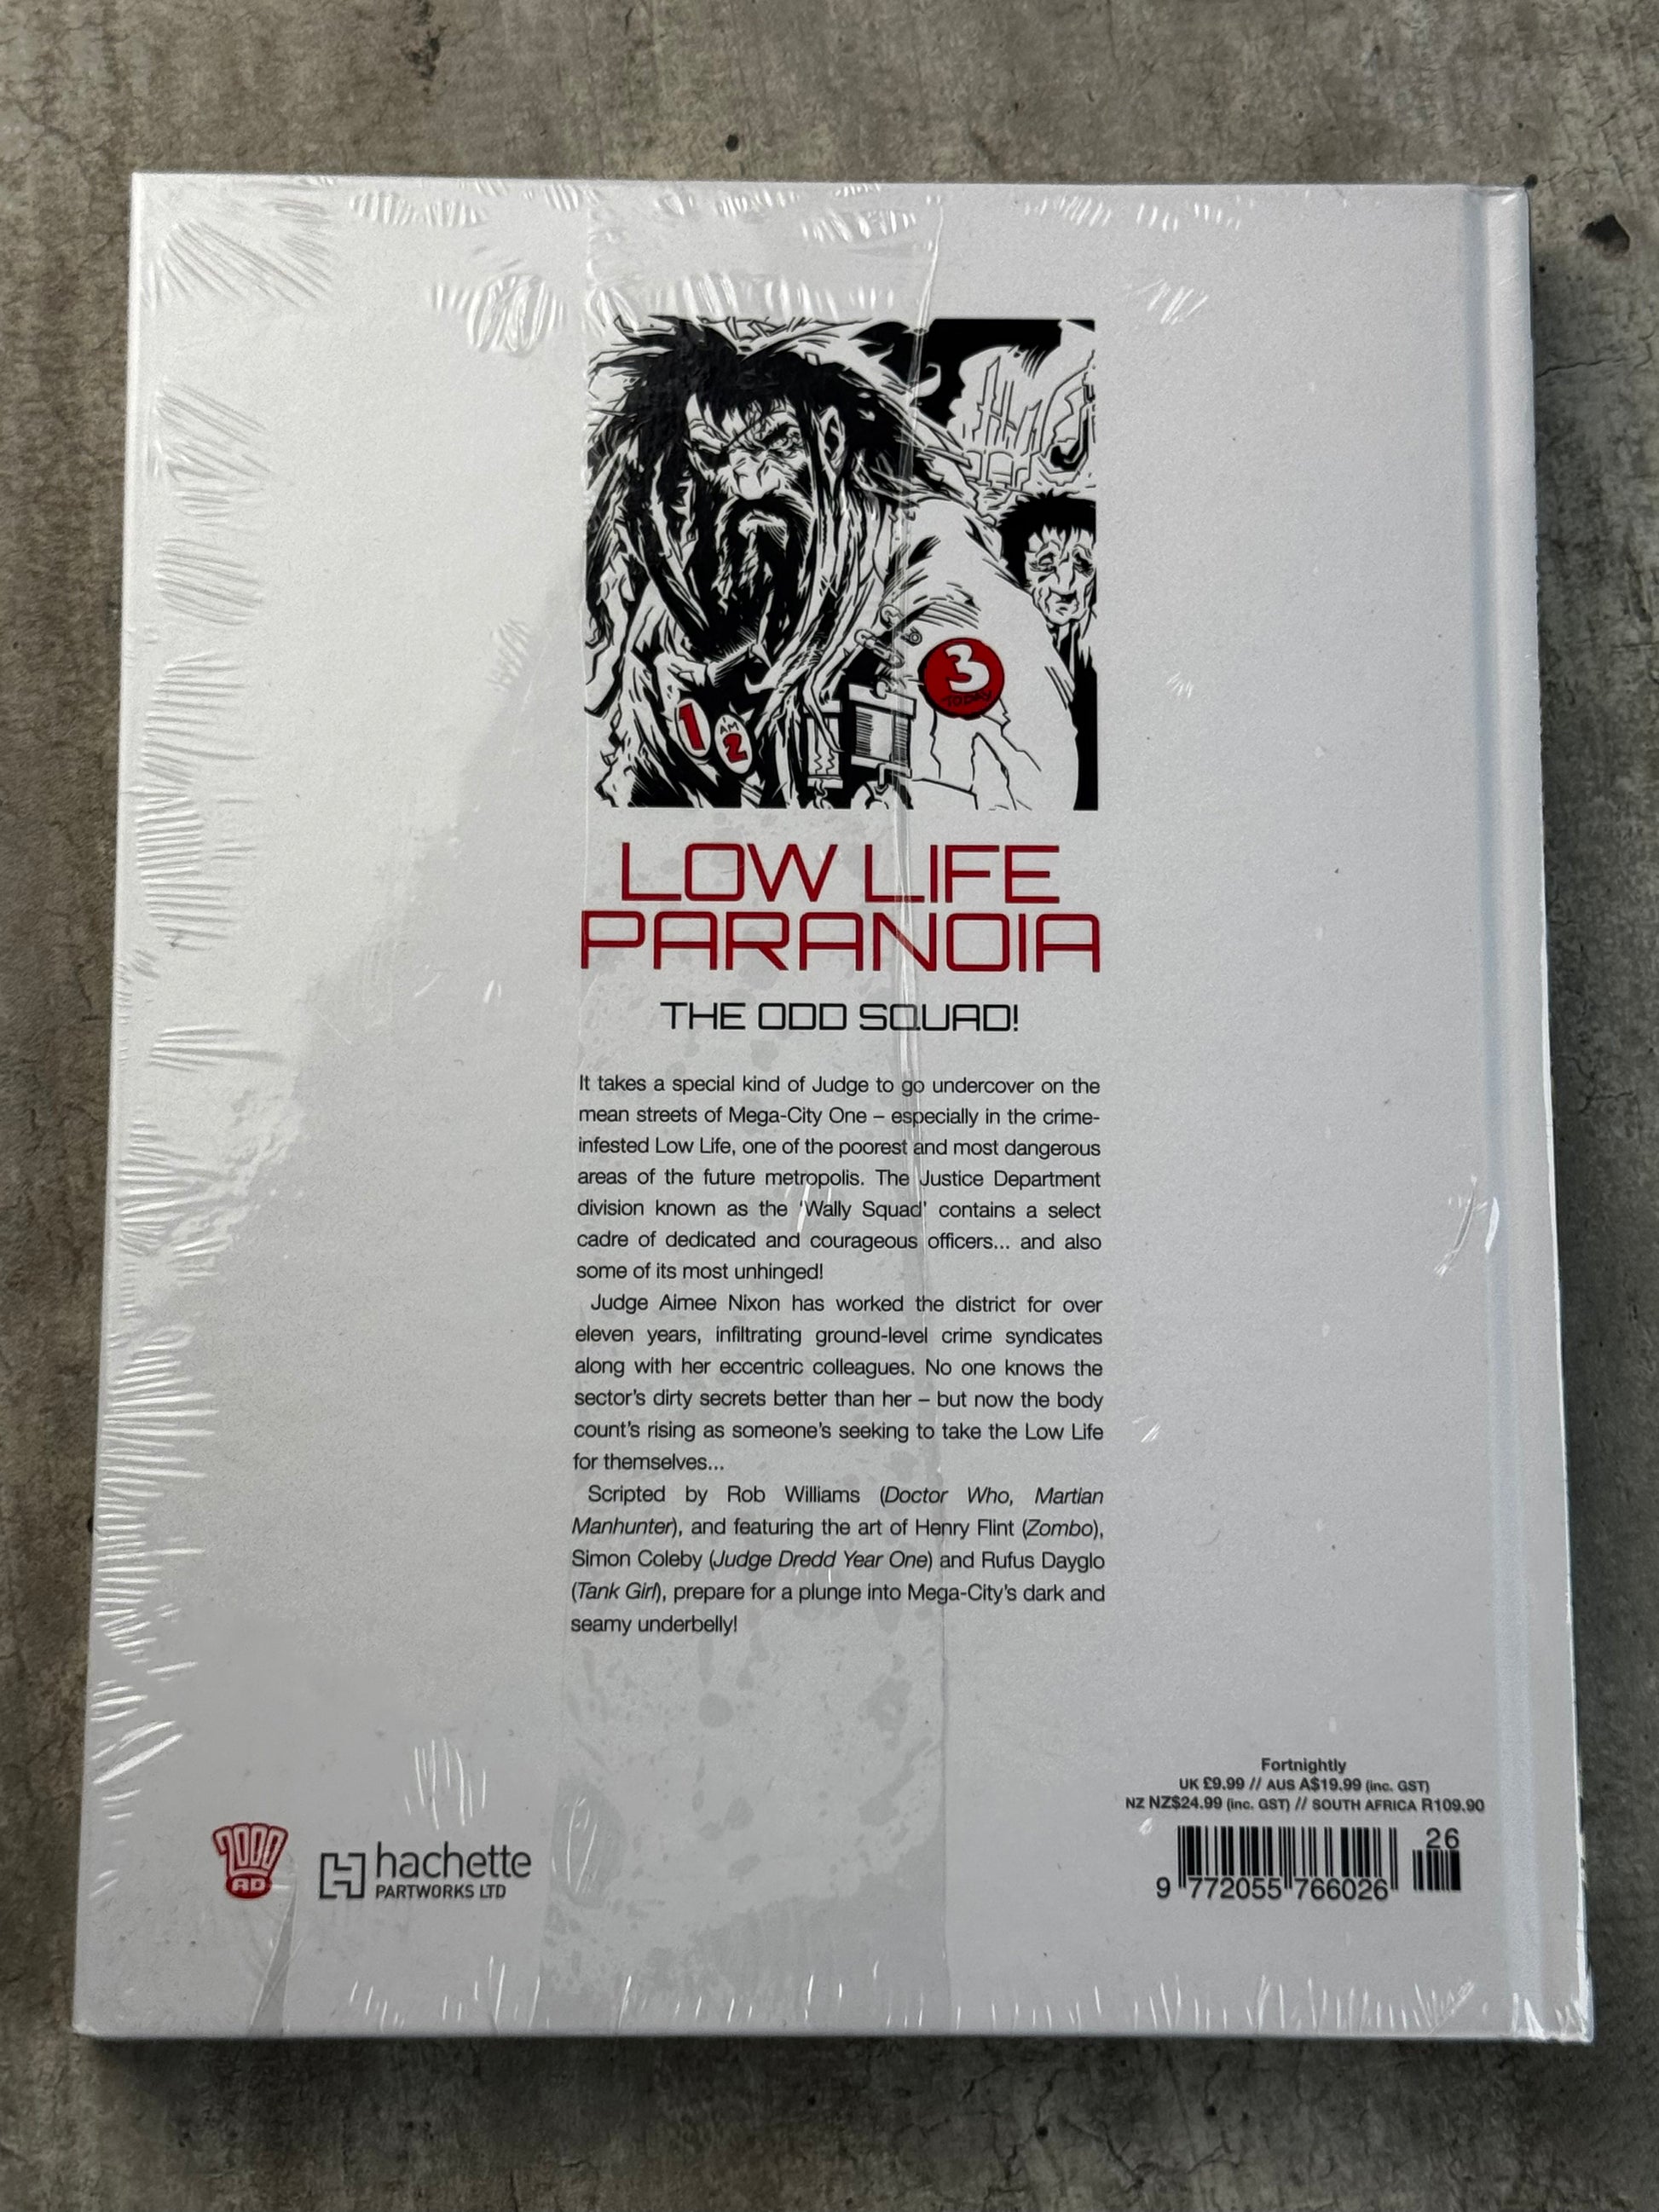 1
AM
2
3
TODAY
LOW LIFE
PARANOIA
THE ODD SQUAD!
It takes a special kind of Judge to go undercover on the
mean streets of Mega-City One – especially in the crime-
infested Low Life, one of the poorest and most dangerous
areas of the future metropolis. The Justice Department
division known as the ‘Wally Squad’ contains a select
cadre of dedicated and courageous officers... and also
some of its most unhinged!
Judge Aimee Nixon has worked the district for over
eleven years, infiltrating ground-level crime syndicates
along with her eccentric colleagues. No one knows the
sector’s dirty secrets better than her – but now the body
count’s rising as someone’s seeking to take the Low Life
for themselves...
Scripted by Rob Williams (Doctor Who, Martian
Manhunter), and featuring the art of Henry Flint (Zombo),
Simon Coleby (Judge Dredd Year One) and Rufus Dayglo
(Tank Girl), prepare for a plunge into Mega-City’s dark and
seamy underbelly!
2000
AD
hachette
PARTWORKS LTD
Fortnightly
UK £9.99 // AUS A$19.99 (inc. GST)
NZ NZ$24.99 (inc. GST) // SOUTH AFRICA R109.90
26
9 772055 766026